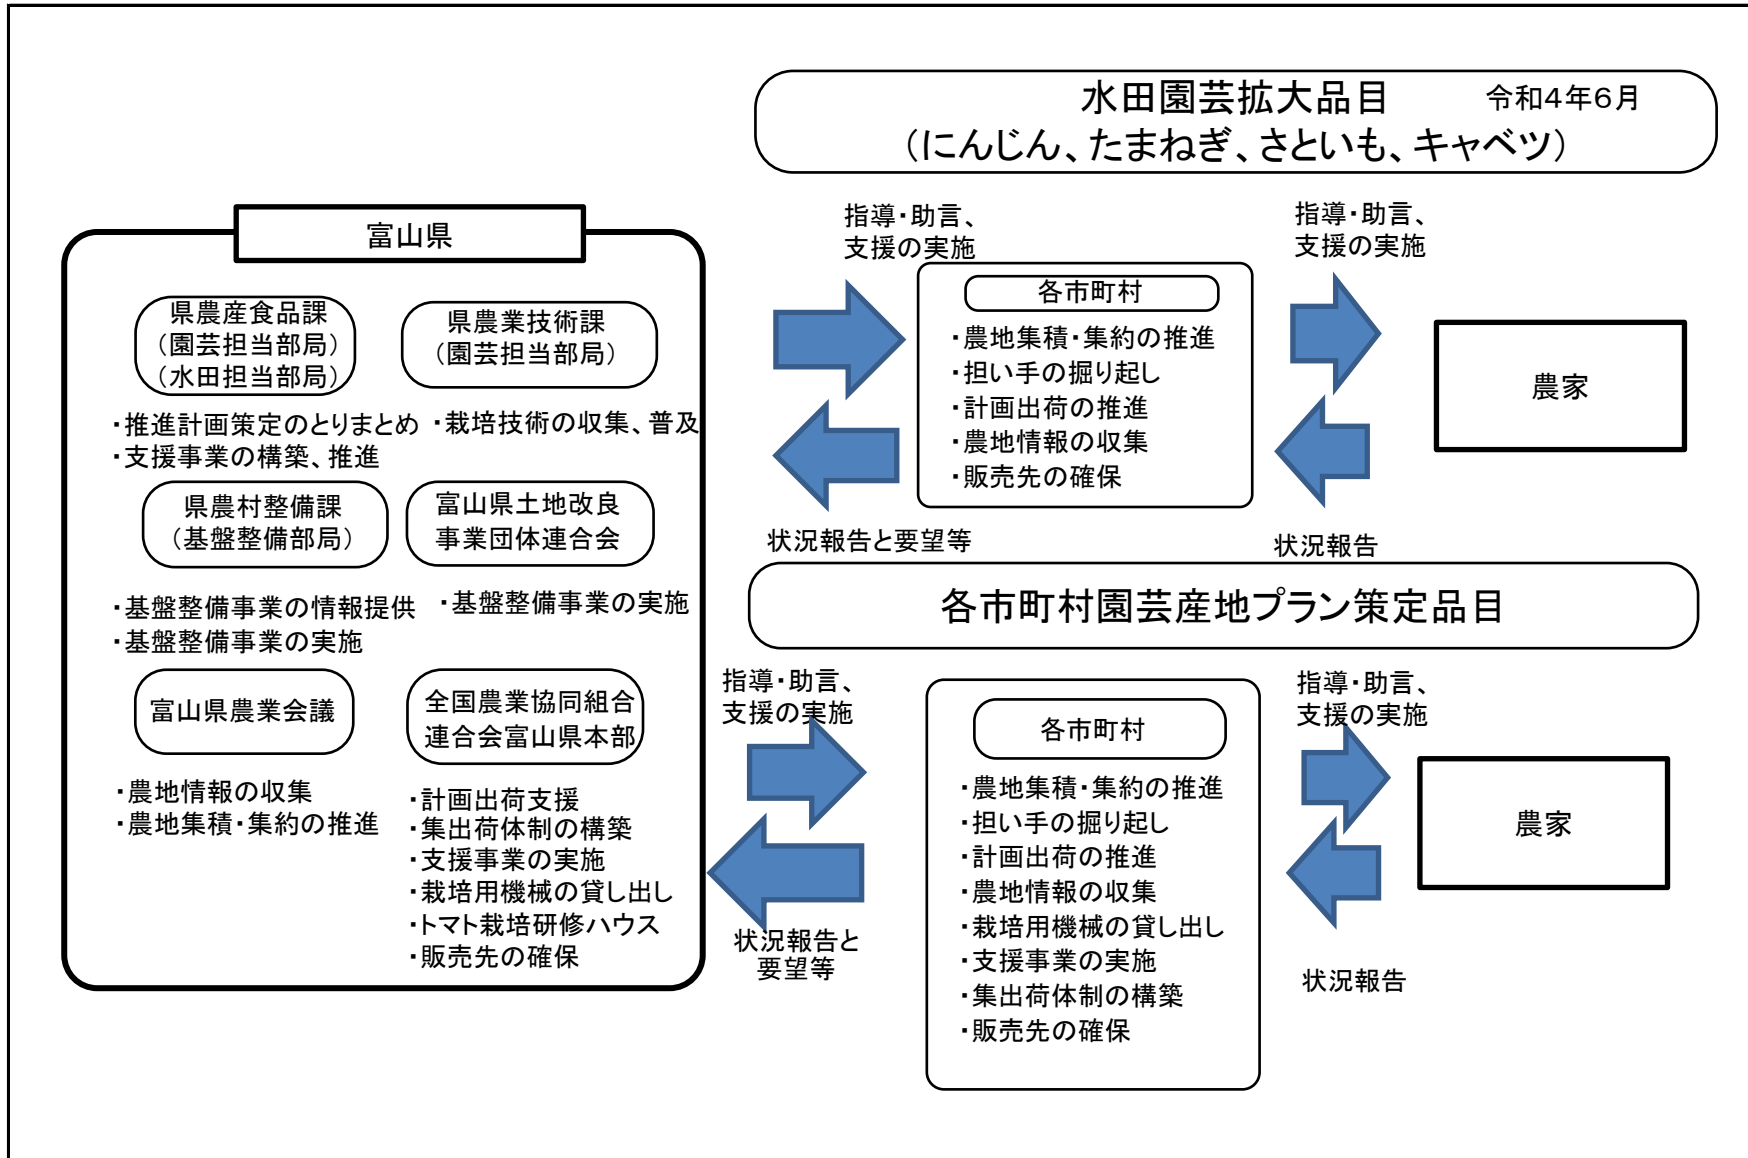 水田園芸拡大品目　令和４年６月
（にんじん、たまねぎ、さといも、キャベツ）
富山県
県農産食品課
（園芸担当部局）
（水田担当部局）
・推進計画策定のとりまとめ
・支援事業の構築、推進
県農業技術課
（園芸担当部局）
・栽培技術の収集、普及
県農村整備課
（基盤整備部局）
・基盤整備事業の情報提供
・基盤整備事業の実施
富山県土地改良
事業団体連合会
・基盤整備事業の実施
富山県農業会議
・農地情報の収集
・農地集積・集約の推進
全国農業協同組合
連合会富山県本部
・計画出荷支援
・集出荷体制の構築
・支援事業の実施
・栽培用機械の貸し出し
・トマト栽培研修ハウス
・販売先の確保
指導・助言、
支援の実施
状況報告と要望等
各市町村
・農地集積・集約の推進
・担い手の掘り起し
・計画出荷の推進
・農地情報の収集
・販売先の確保
指導・助言、
支援の実施
状況報告
農家
各市町村園芸産地プラン策定品目
指導・助言、
支援の実施
状況報告と
要望等
各市町村
・農地集積・集約の推進
・担い手の掘り起し
・計画出荷の推進
・農地情報の収集
・栽培用機械の貸し出し
・支援事業の実施
・集出荷体制の構築
・販売先の確保
指導・助言、
支援の実施
状況報告
農家